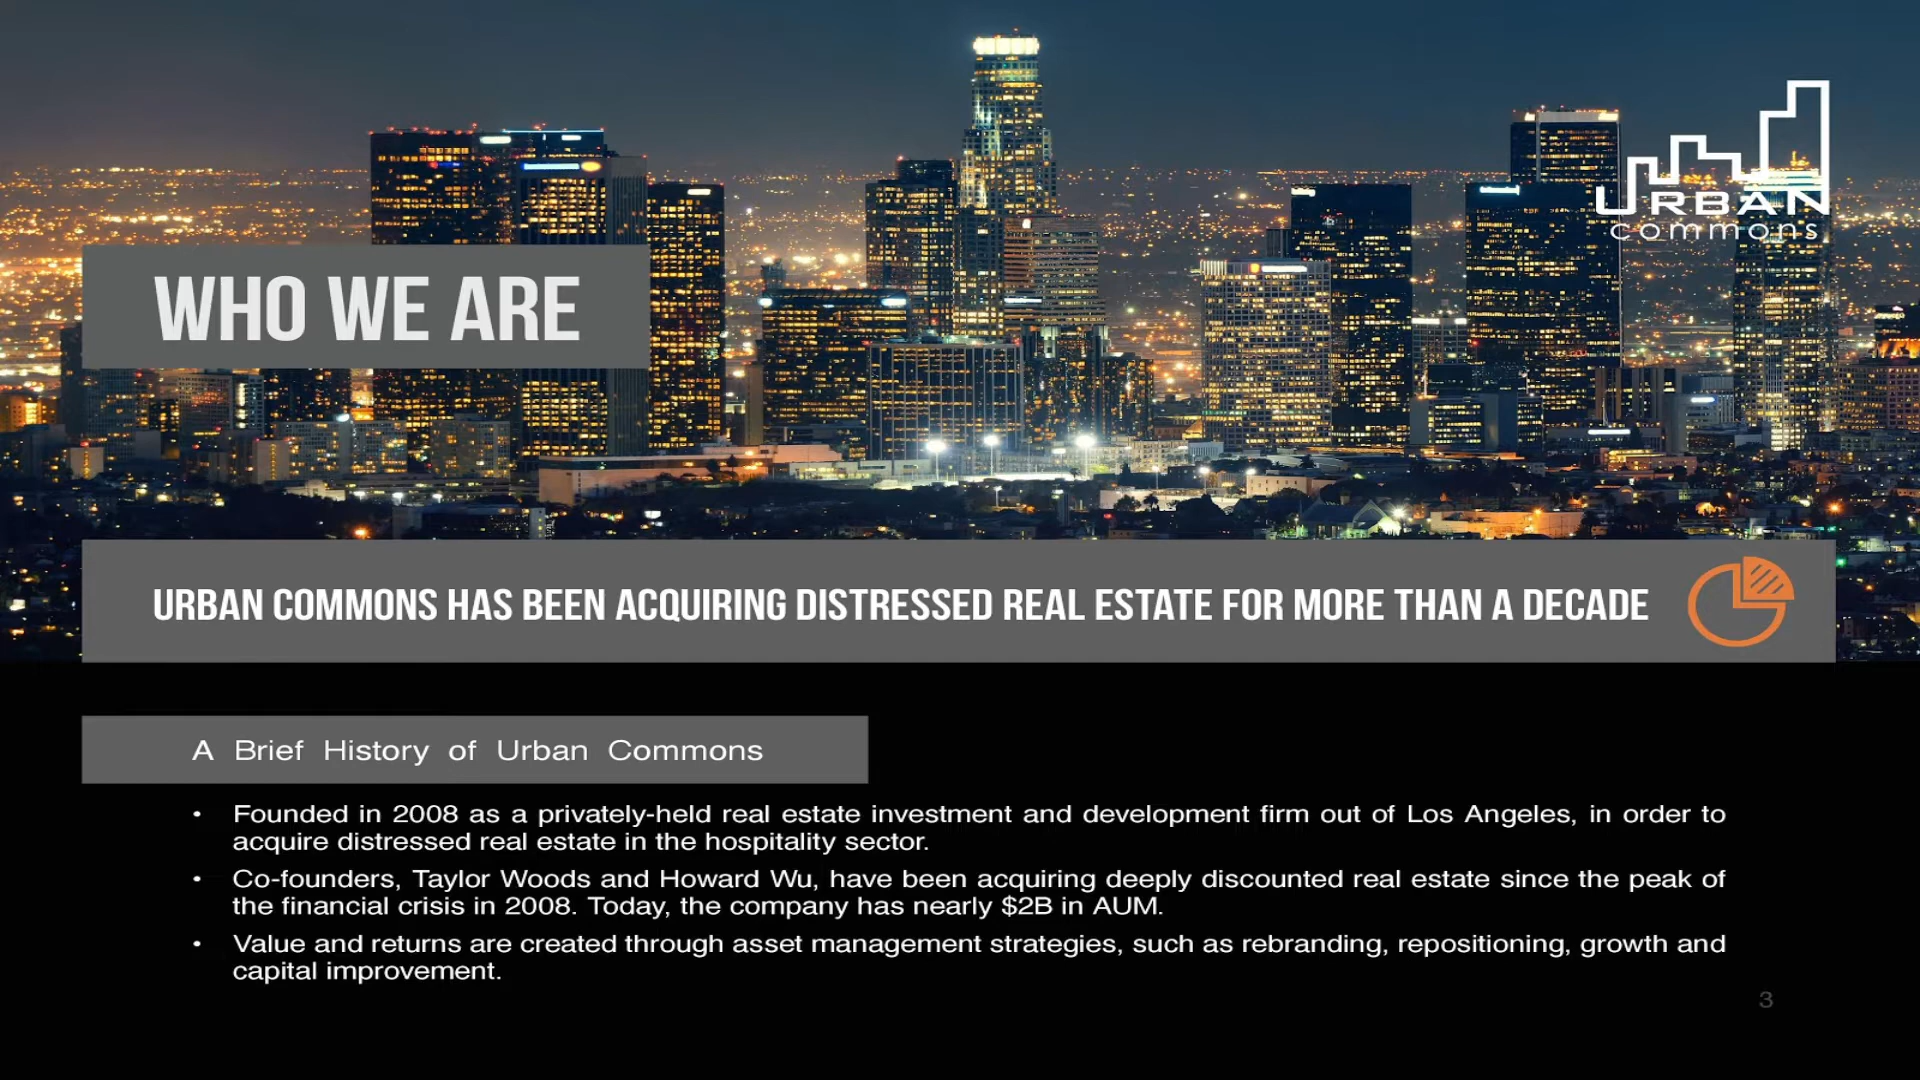 URBAN
commons
WHO WE ARE
URBAN COMMONS HAS BEEN ACQUIRING DISTRESSED REAL ESTATE FOR MORE THAN A DECADE
A Brief History of Urban Commons
• Founded in 2008 as a privately-held real estate investment and development firm out of Los Angeles, in order to
acquire distressed real estate in the hospitality sector.
• Co-founders, Taylor Woods and Howard Wu, have been acquiring deeply discounted real estate since the peak of
the financial crisis in 2008. Today, the company has nearly $2B in AUM.
• Value and returns are created through asset management strategies, such as rebranding, repositioning, growth and
capital improvement.
3